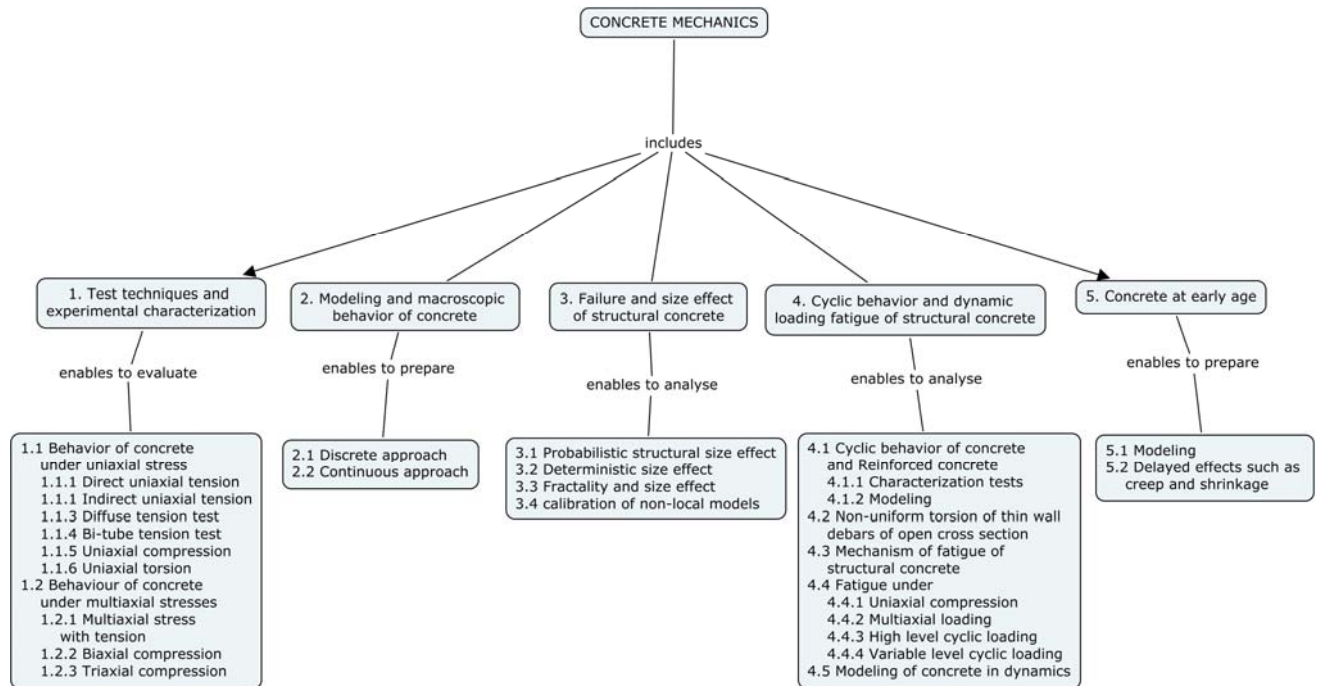 CONCRETE MECHANICS
includes
1. Test techniques and
experimental characterization
2. Modeling and macroscopic
behavior of concrete
3. Failure and size effect
of structural concrete
4. Cyclic behavior and dynamic
loading fatigue of structural concrete
5. Concrete at early age
enables to evaluate
enables to prepare
enables to analyse
enables to analyse
enables to prepare
1.1 Behavior of concrete
under uniaxial stress
1.1.1 Direct uniaxial tension
1.1.1 Indirect uniaxial tension
1.1.3 Diffuse tension test
1.1.4 Bi-tube tension test
1.1.5 Uniaxial compression
1.1.6 Uniaxial torsion
1.2 Behaviour of concrete
under multiaxial stresses
1.2.1 Multiaxial stress
with tension
1.2.2 Biaxial compression
1.2.3 Triaxial compression
2.1 Discrete approach
2.2 Continuous approach
3.1 Probabilistic structural size effect
3.2 Deterministic size effect
3.3 Fractality and size effect
3.4 calibration of non-local models
4.1 Cyclic behavior of concrete
and Reinforced concrete
4.1.1 Characterization tests
4.1.2 Modeling
4.2 Non-uniform torsion of thin wall
debars of open cross section
4.3 Mechanism of fatigue of
structural concrete
4.4 Fatigue under
4.4.1 Uniaxial compression
4.4.2 Multiaxial loading
4.4.3 High level cyclic loading
4.4.4 Variable level cyclic loading
4.5 Modeling of concrete in dynamics
5.1 Modeling
5.2 Delayed effects such as
creep and shrinkage